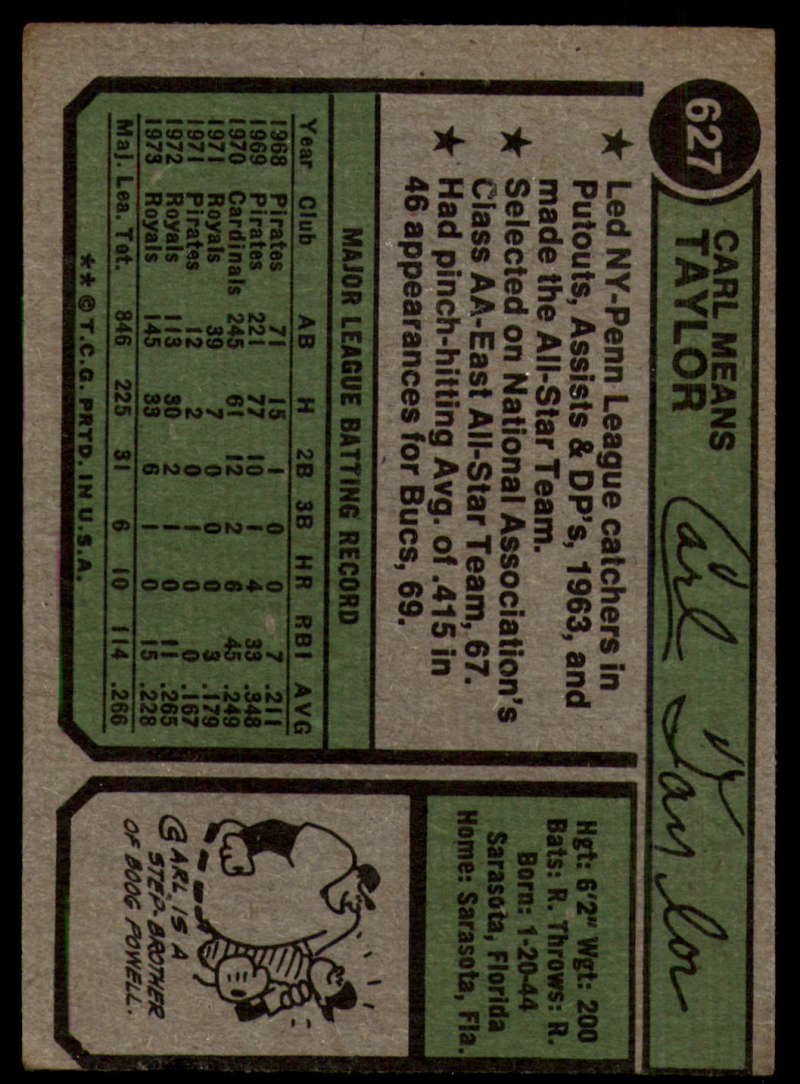 627
CARL MEANS
TAYLOR
Carl Taylor
★ Led NY-Penn League catchers in
Putouts, Assists & DP's, 1963, and
made the All-Star Team.
★ Selected on National Association's
Class AA-East All-Star Team, 67.
★ Had pinch-hitting Avg. of .415 in
46 appearances for Bucs, 69.
MAJOR LEAGUE BATTING RECORD
Year Club AB H 2B 3B HR RBI AVG
1968 Pirates 71 15 1 0 0 7 .211
1969 Pirates 221 77 10 1 4 33 .348
1970 Cardinals 245 61 12 2 6 45 .249
1971 Royals 39 7 0 0 0 3 .179
1971 Pirates 12 2 0 1 0 0 .167
1972 Royals 113 30 2 1 0 11 .265
1973 Royals 145 33 6 1 0 15 .228
Maj. Lea. Tot. 846 225 31 6 10 114 .266
**©T.C.G. PRTD. IN U.S.A.
Hgt: 6'2" Wgt: 200
Bats: R. Throws: R.
Born: 1-20-44
Sarasota, Florida
Home: Sarasota, Fla.
CARL IS A
STEP-BROTHER
OF BOOG POWELL.